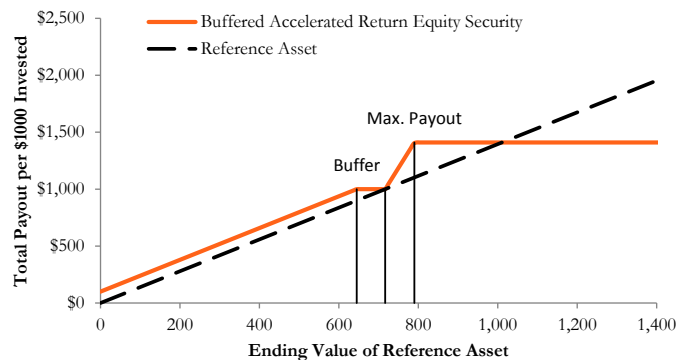 $2,500
$2,000
$1,500
$1,000
$500
$0
Total Payout per $1000 Invested
Buffered Accelerated Return Equity Security
Reference Asset
Max. Payout
Buffer
0 200 400 600 800 1,000 1,200 1,400
Ending Value of Reference Asset